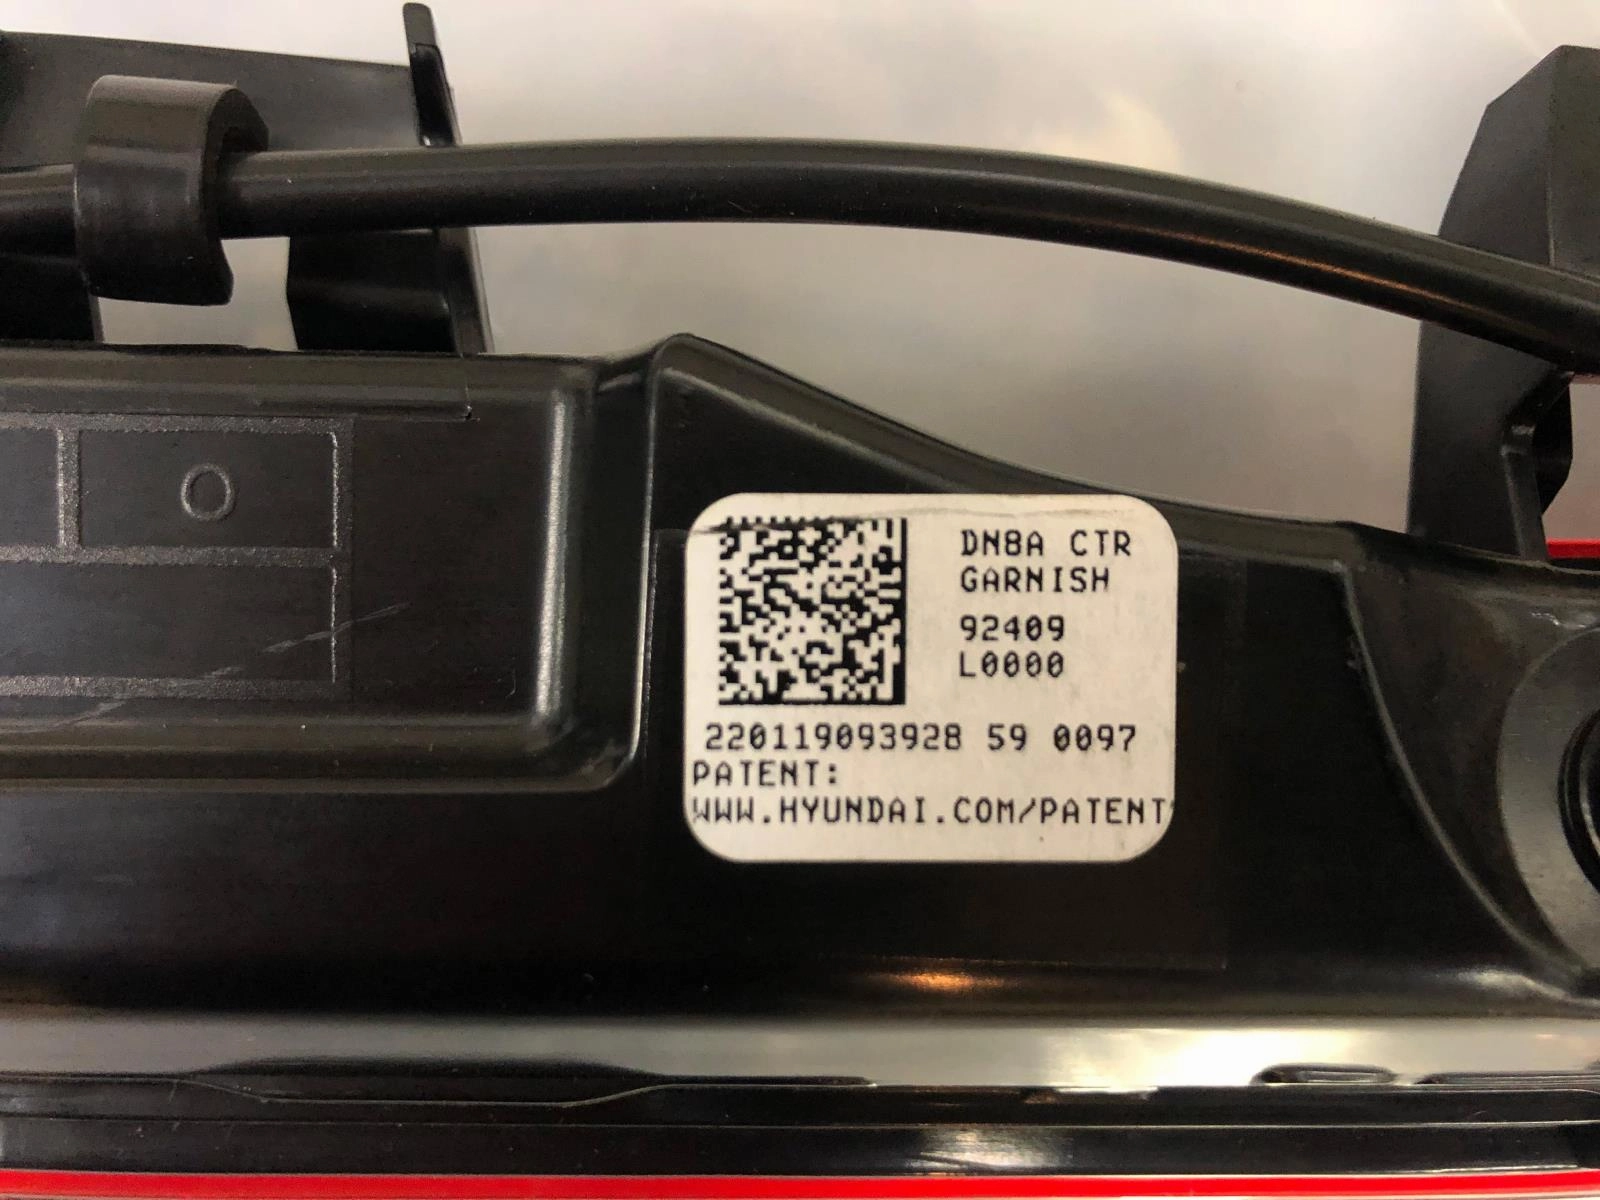 DN8A CTR
GARNISH
92409
L0000
220119093928 59 0097
PATENT:
WWW.HYUNDAI.COM/PATENT